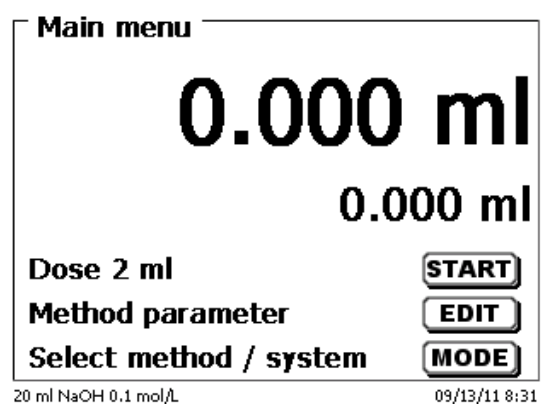 Main menu
0.000 ml
0.000 ml
Dose 2 ml START
Method parameter EDIT
Select method / system MODE
20 ml NaOH 0.1 mol/L 09/13/11 8:31